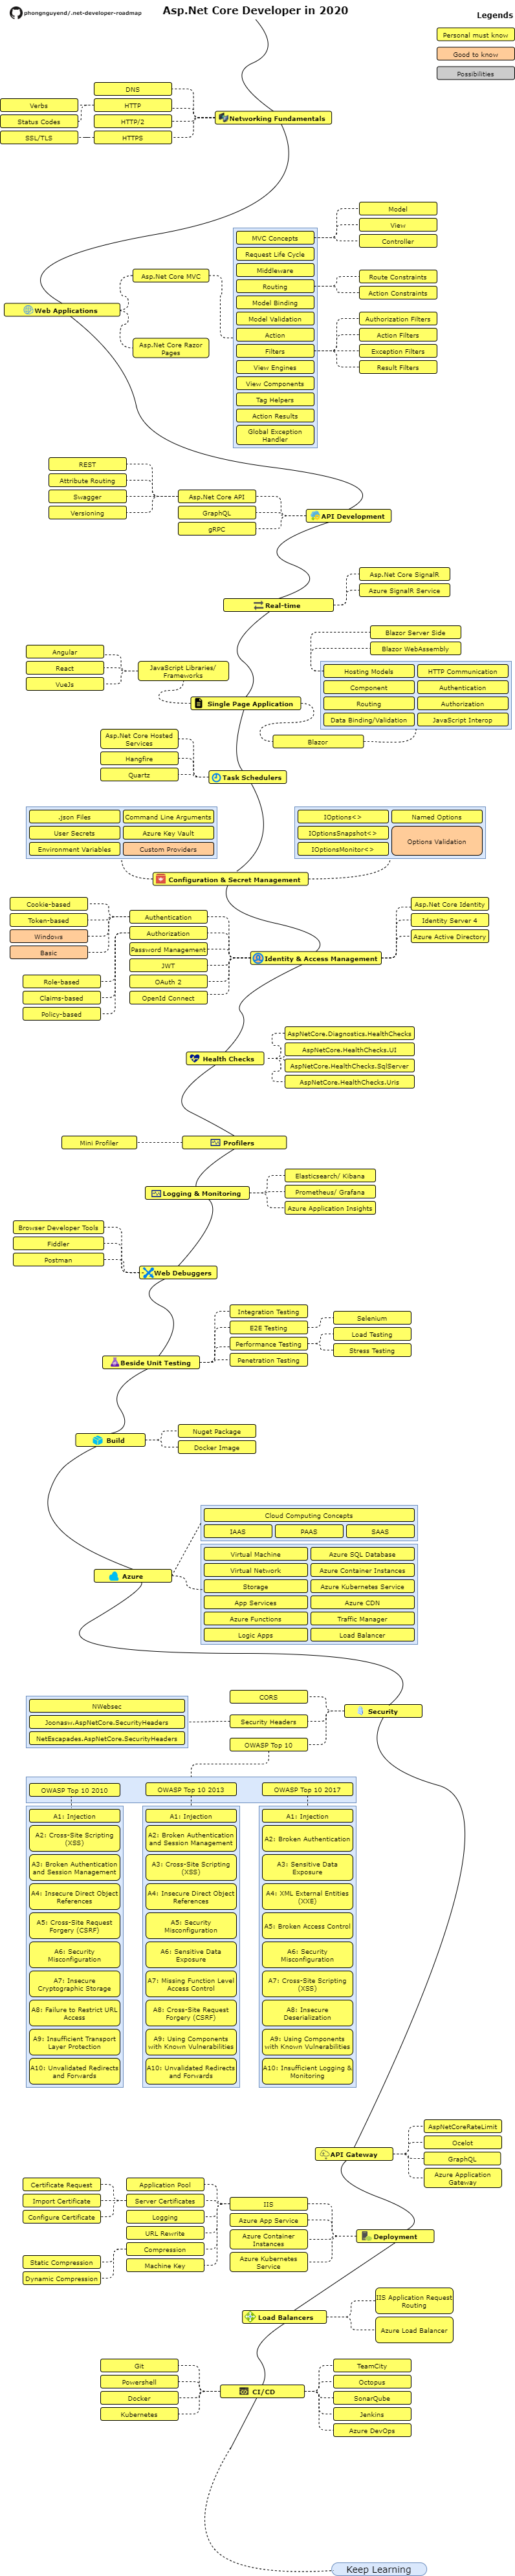 phongnguyend/.net-developer-roadmap
Asp.Net Core Developer in 2020
Legends
Personal must know
Good to know
Possibilities
DNS
Verbs
HTTP
Networking Fundamentals
Status Codes
HTTP/2
SSL/TLS
HTTPS
Model
View
Controller
MVC Concepts
Request Life Cycle
Middleware
Routing
Model Binding
Model Validation
Action
Filters
View Engines
View Components
Tag Helpers
Action Results
Global Exception
Handler
Route Constraints
Action Constraints
Authorization Filters
Action Filters
Exception Filters
Result Filters
Asp.Net Core MVC
Web Applications
Asp.Net Core Razor
Pages
REST
Attribute Routing
Swagger
Versioning
Asp.Net Core API
GraphQL
gRPC
API Development
Asp.Net Core SignalR
Azure SignalR Service
Real-time
Blazor Server Side
Blazor WebAssembly
Angular
React
VueJs
JavaScript Libraries/
Frameworks
Hosting Models
HTTP Communication
Component
Authentication
Routing
Authorization
Data Binding/Validation
JavaScript Interop
Single Page Application
Blazor
Asp.Net Core Hosted
Services
Hangfire
Quartz
Task Schedulers
.json Files
Command Line Arguments
User Secrets
Azure Key Vault
Environment Variables
Custom Providers
IOptions<>
Named Options
IOptionsSnapshot<>
Options Validation
IOptionsMonitor<>
Configuration & Secret Management
Cookie-based
Token-based
Windows
Basic
Role-based
Claims-based
Policy-based
Authentication
Authorization
Password Management
JWT
OAuth 2
OpenId Connect
Identity & Access Management
Asp.Net Core Identity
Identity Server 4
Azure Active Directory
Health Checks
AspNetCore.Diagnostics.HealthChecks
AspNetCore.HealthChecks.UI
AspNetCore.HealthChecks.SqlServer
AspNetCore.HealthChecks.Uris
Mini Profiler
Profilers
Logging & Monitoring
Elasticsearch/ Kibana
Prometheus/ Grafana
Azure Application Insights
Browser Developer Tools
Fiddler
Postman
Web Debuggers
Integration Testing
E2E Testing
Performance Testing
Penetration Testing
Selenium
Load Testing
Stress Testing
Beside Unit Testing
Build
Nuget Package
Docker Image
Cloud Computing Concepts
IAAS
PAAS
SAAS
Virtual Machine
Azure SQL Database
Virtual Network
Azure Container Instances
Storage
Azure Kubernetes Service
App Services
Azure CDN
Azure Functions
Traffic Manager
Logic Apps
Load Balancer
Azure
NWebsec
Joonasw.AspNetCore.SecurityHeaders
NetEscapades.AspNetCore.SecurityHeaders
CORS
Security Headers
OWASP Top 10
Security
OWASP Top 10 2010
A1: Injection
A2: Cross-Site Scripting
(XSS)
A3: Broken Authentication
and Session Management
A4: Insecure Direct Object
References
A5: Cross-Site Request
Forgery (CSRF)
A6: Security
Misconfiguration
A7: Insecure
Cryptographic Storage
A8: Failure to Restrict URL
Access
A9: Insufficient Transport
Layer Protection
A10: Unvalidated Redirects
and Forwards
OWASP Top 10 2013
A1: Injection
A2: Broken Authentication
and Session Management
A3: Cross-Site Scripting
(XSS)
A4: Insecure Direct Object
References
A5: Security
Misconfiguration
A6: Sensitive Data
Exposure
A7: Missing Function Level
Access Control
A8: Cross-Site Request
Forgery (CSRF)
A9: Using Components
with Known Vulnerabilities
A10: Unvalidated Redirects
and Forwards
OWASP Top 10 2017
A1: Injection
A2: Broken Authentication
A3: Sensitive Data
Exposure
A4: XML External Entities
(XXE)
A5: Broken Access Control
A6: Security
Misconfiguration
A7: Cross-Site Scripting
(XSS)
A8: Insecure
Deserialization
A9: Using Components
with Known Vulnerabilities
A10: Insufficient Logging &
Monitoring
API Gateway
AspNetCoreRateLimit
Ocelot
GraphQL
Azure Application
Gateway
Certificate Request
Import Certificate
Configure Certificate
Static Compression
Dynamic Compression
Application Pool
Server Certificates
Logging
URL Rewrite
Compression
Machine Key
IIS
Azure App Service
Azure Container
Instances
Azure Kubernetes
Service
Deployment
Load Balancers
IIS Application Request
Routing
Azure Load Balancer
Git
Powershell
Docker
Kubernetes
CI/CD
TeamCity
Octopus
SonarQube
Jenkins
Azure DevOps
Keep Learning